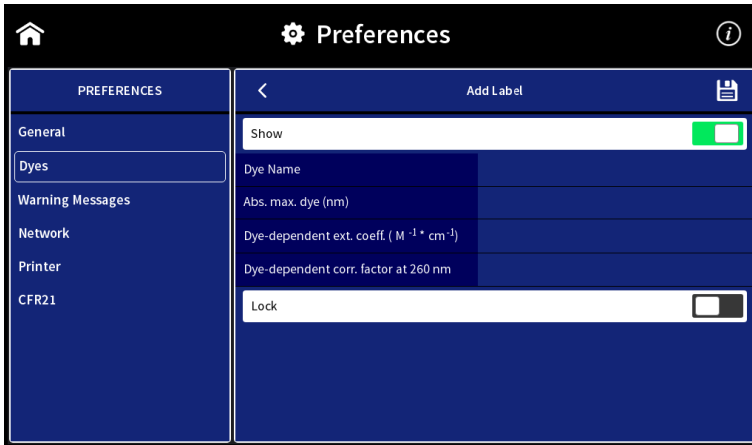 Preferences
PREFERENCES
General
Dyes
Warning Messages
Network
Printer
CFR21
Add Label
Show
Dye Name
Abs. max. dye (nm)
Dye-dependent ext. coeff. ( M ⁻¹ * cm⁻¹)
Dye-dependent corr. factor at 260 nm
Lock